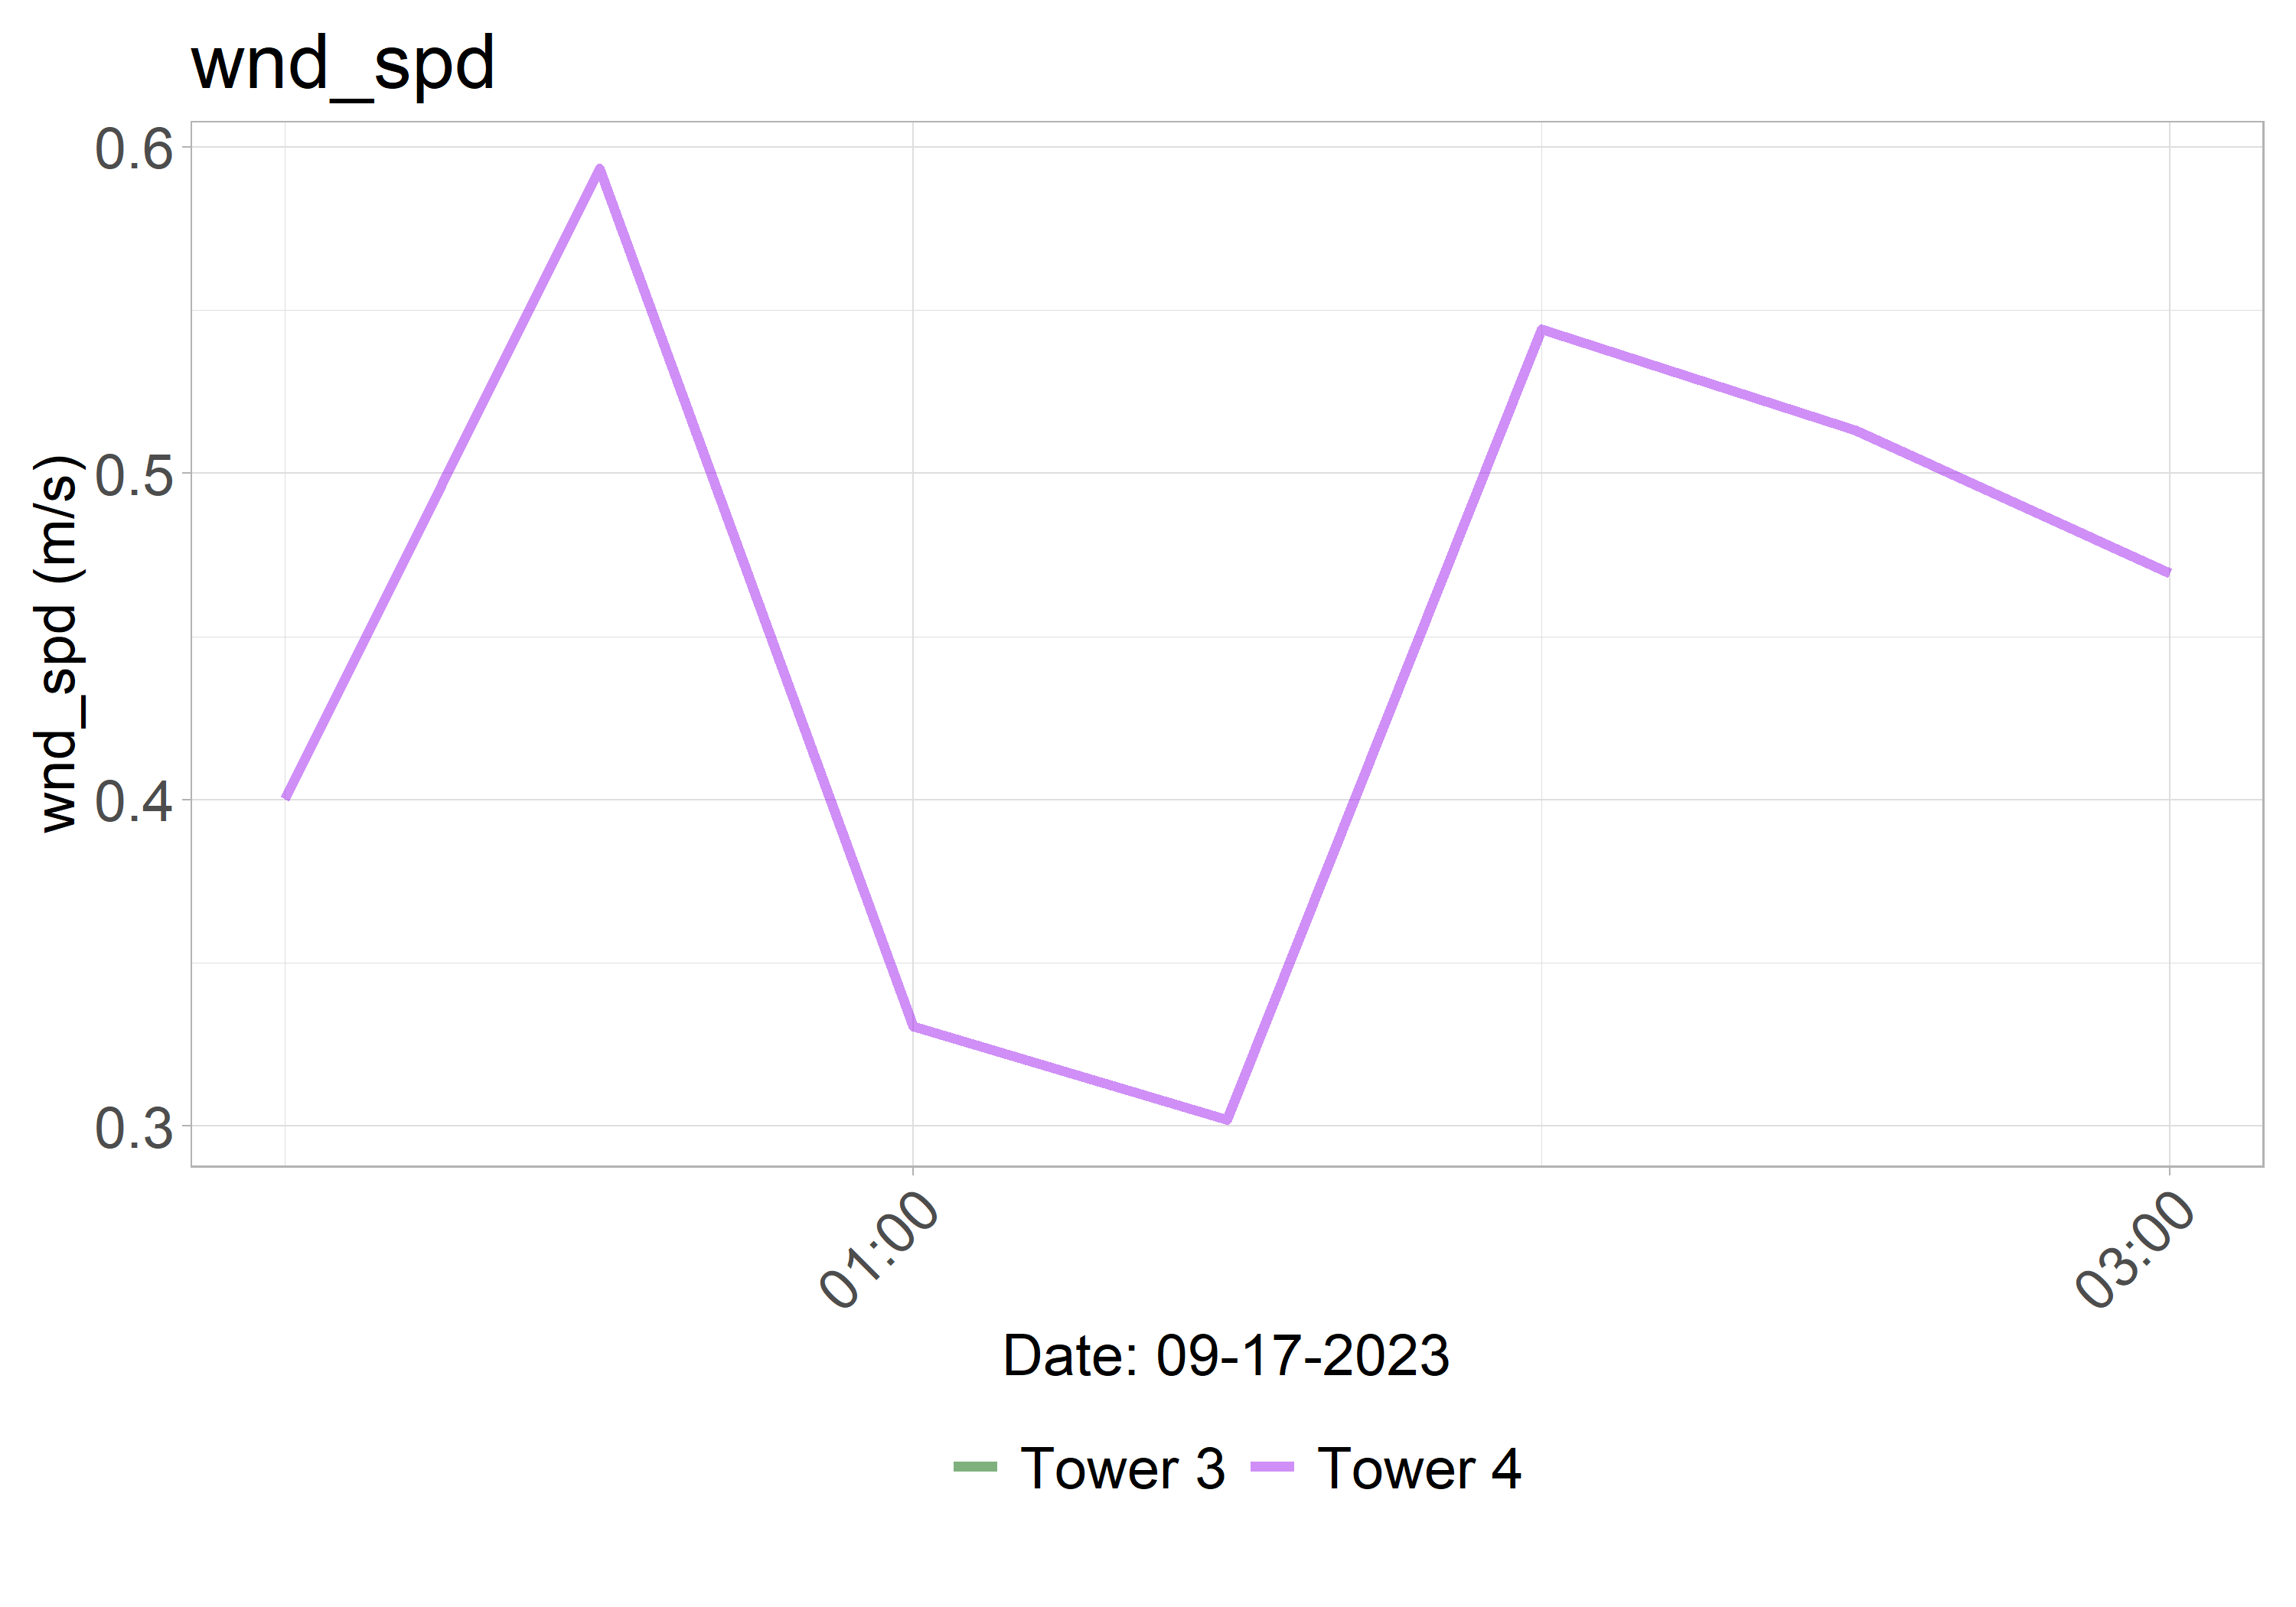 wnd_spd
0.6
0.5
0.4
0.3
wnd_spd (m/s)
01:00
03:00
Date: 09-17-2023
Tower 3
Tower 4